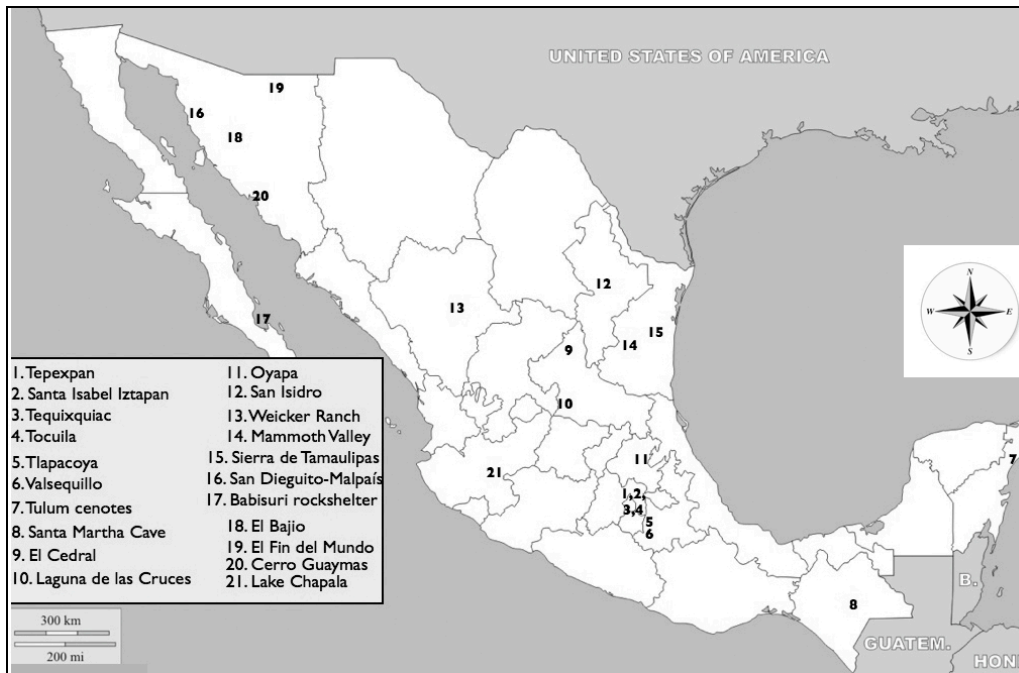 UNITED STATES OF AMERICA
19
16
18
20
12
17
13
15
14
9
10
11
21
1,2,
3,4
5
6
7
8
B.
GUATEM.
HON
N
W
E
S
1. Tepexpan
2. Santa Isabel Iztapan
3. Tequixquiac
4. Tocuila
5. Tlapacoya
6. Valsequillo
7. Tulum cenotes
8. Santa Martha Cave
9. El Cedral
10. Laguna de las Cruces
11. Oyapa
12. San Isidro
13. Weicker Ranch
14. Mammoth Valley
15. Sierra de Tamaulipas
16. San Dieguito-Malpaís
17. Babisuri rockshelter
18. El Bajio
19. El Fin del Mundo
20. Cerro Guaymas
21. Lake Chapala
300 km
200 mi